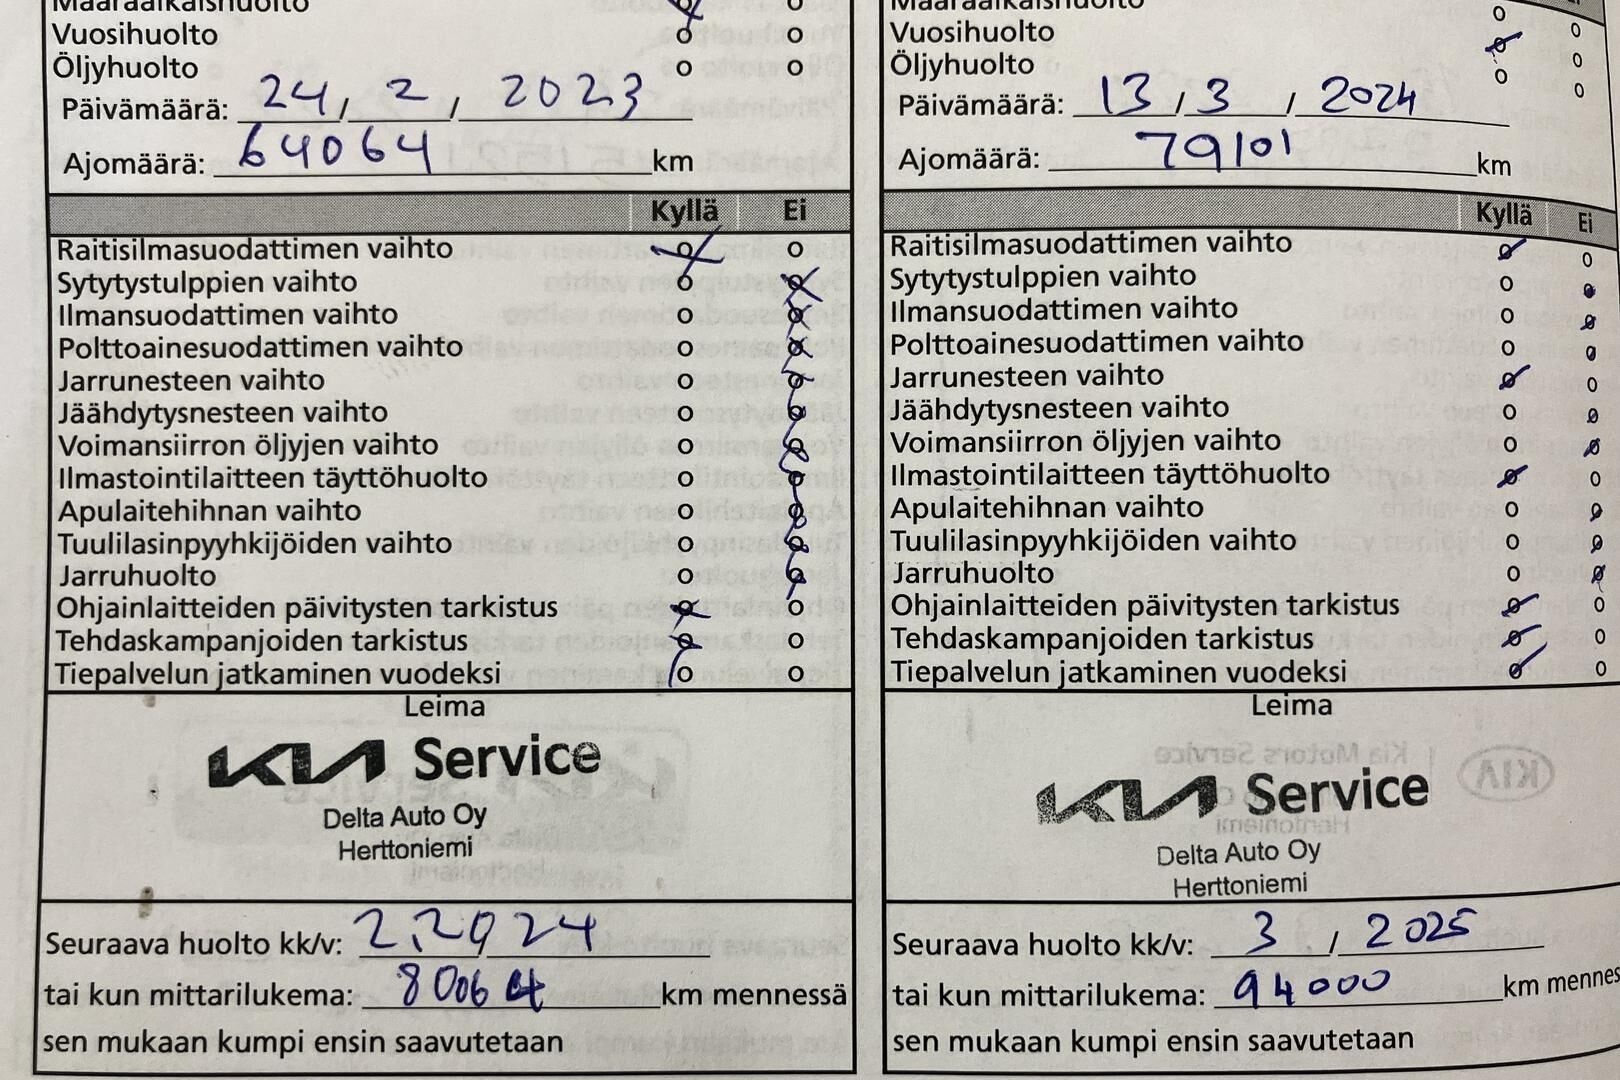 Määräaikaishuolto
Vuosihuolto
Öljyhuolto
Päivämäärä: 24 / 2 / 2023
Ajomäärä: 64064 km
Kyllä Ei
Raitisilmasuodattimen vaihto
Sytytystulppien vaihto
Ilmansuodattimen vaihto
Polttoainesuodattimen vaihto
Jarrunesteen vaihto
Jäähdytysnesteen vaihto
Voimansiirron öljyjen vaihto
Ilmastointilaitteen täyttöhuolto
Apulaitehihnan vaihto
Tuulilasinpyyhkijöiden vaihto
Jarruhuolto
Ohjainlaitteiden päivitysten tarkistus
Tehdaskampanjoiden tarkistus
Tiepalvelun jatkaminen vuodeksi
Leima
KIA Service
Delta Auto Oy
Herttoniemi
Seuraava huolto kk/v: 2.2024
tai kun mittarilukema: 80064 km mennessä
sen mukaan kumpi ensin saavutetaan
Määräaikaishuolto
Vuosihuolto
Öljyhuolto
Päivämäärä: 13 / 3 / 2024
Ajomäärä: 79101 km
Kyllä Ei
Raitisilmasuodattimen vaihto
Sytytystulppien vaihto
Ilmansuodattimen vaihto
Polttoainesuodattimen vaihto
Jarrunesteen vaihto
Jäähdytysnesteen vaihto
Voimansiirron öljyjen vaihto
Ilmastointilaitteen täyttöhuolto
Apulaitehihnan vaihto
Tuulilasinpyyhkijöiden vaihto
Jarruhuolto
Ohjainlaitteiden päivitysten tarkistus
Tehdaskampanjoiden tarkistus
Tiepalvelun jatkaminen vuodeksi
Leima
KIA Service
Delta Auto Oy
Herttoniemi
Seuraava huolto kk/v: 3 / 2025
tai kun mittarilukema: 94000 km mennes
sen mukaan kumpi ensin saavutetaan